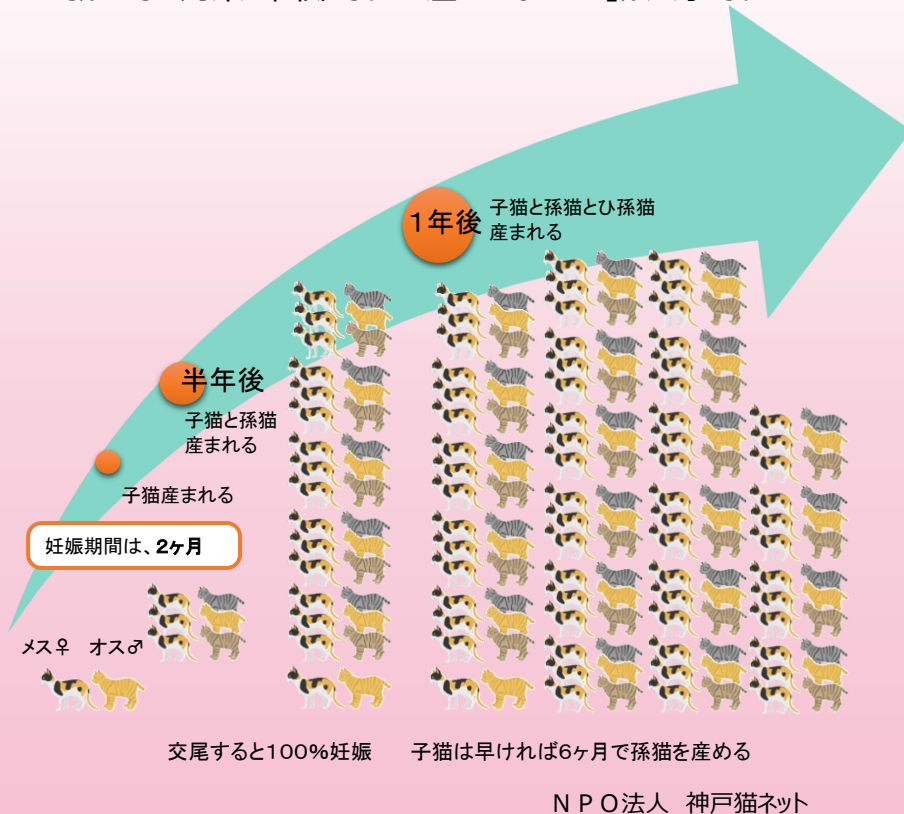 1年後
子猫と孫猫とひ孫猫
産まれる
半年後
子猫と孫猫
産まれる
子猫産まれる
妊娠期間は、2ヶ月
メス♀ オス♂
交尾すると100%妊娠
子猫は早ければ6ヶ月で孫猫を産める
NPO法人 神戸猫ネット